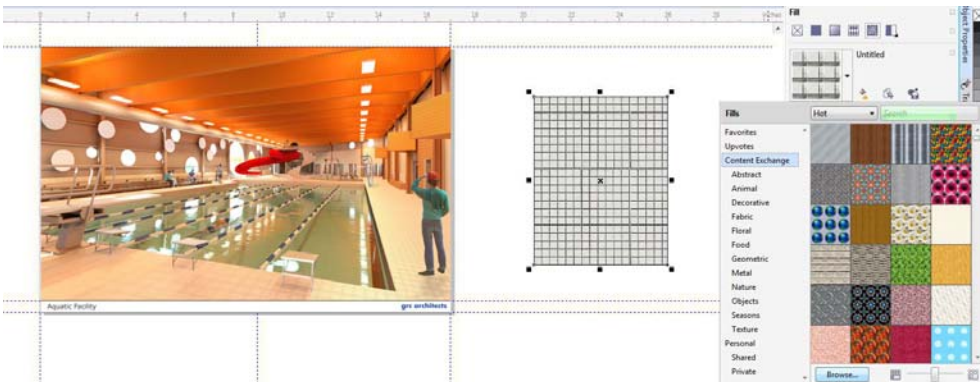 Fill
Object Properties
Untitled
Fills
Hot
Search
Favorites
Upvotes
Content Exchange
Abstract
Animal
Decorative
Fabric
Floral
Food
Geometric
Metal
Nature
Objects
Seasons
Texture
Personal
Shared
Private
Browse...
Aquatic Facility
grc architects